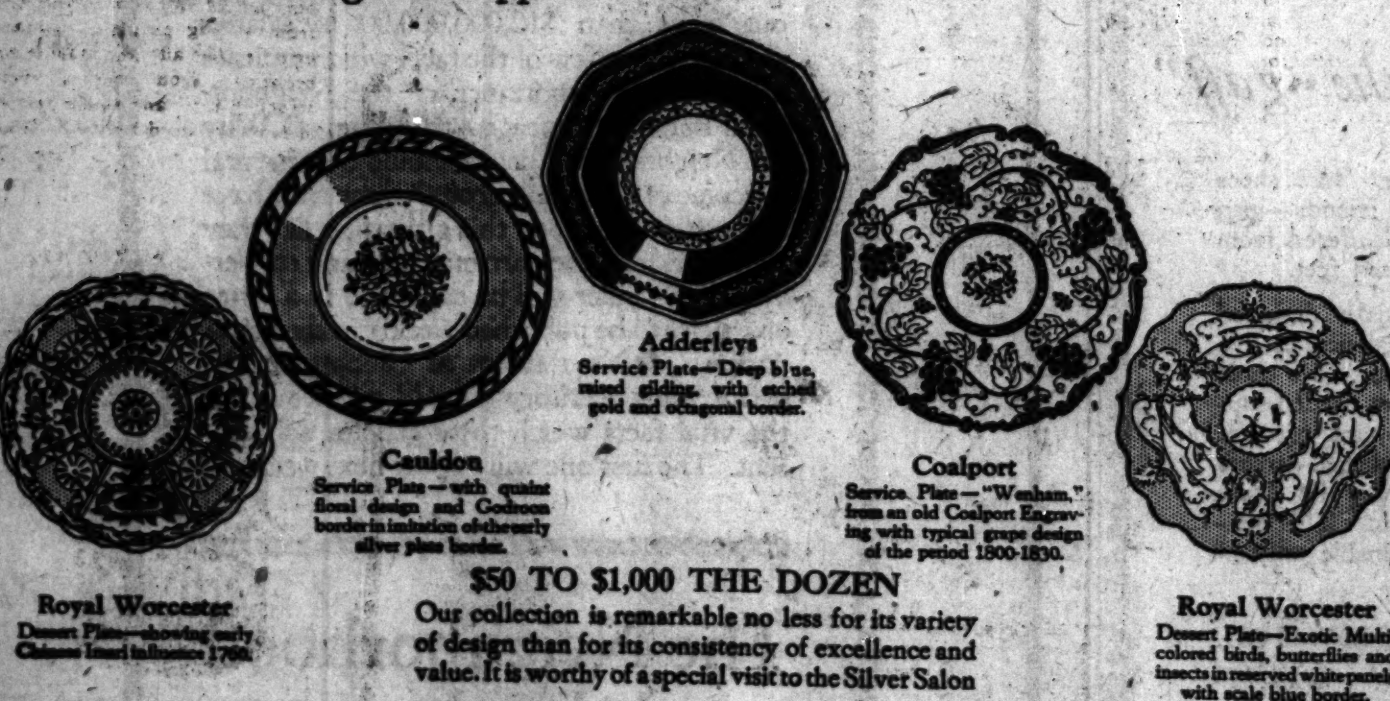 Adderleys
Service Plate—Deep blue,
raised gilding, with etched
gold and octagonal border.
Cauldon
Service Plate—with quaint
floral design and Godroon
border in imitation of the early
silver plate border.
Coalport
Service Plate—"Wenham,"
from an old Coalport Engrav-
ing with typical grape design
of the period 1800-1830.
Royal Worcester
Dessert Plate—showing early
Chinese Imari influence 1760.
Royal Worcester
Dessert Plate—Exotic Multi
colored birds, butterflies and
insects in reserved white panels
with scale blue border.
$50 TO $1,000 THE DOZEN
Our collection is remarkable no less for its variety
of design than for its consistency of excellence and
value. It is worthy of a special visit to the Silver Salon